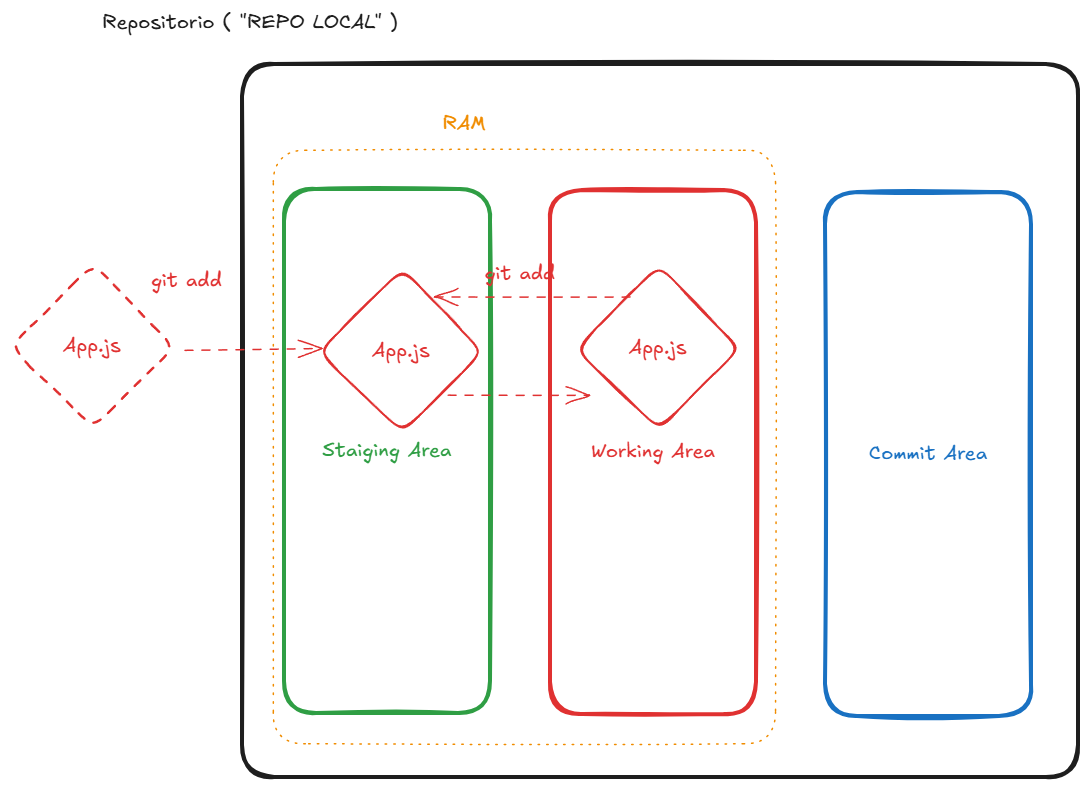 Repositorio ( "REPO LOCAL" )
RAM
git add
git add
App.js
App.js
App.js
Staiging Area
Working Area
Commit Area